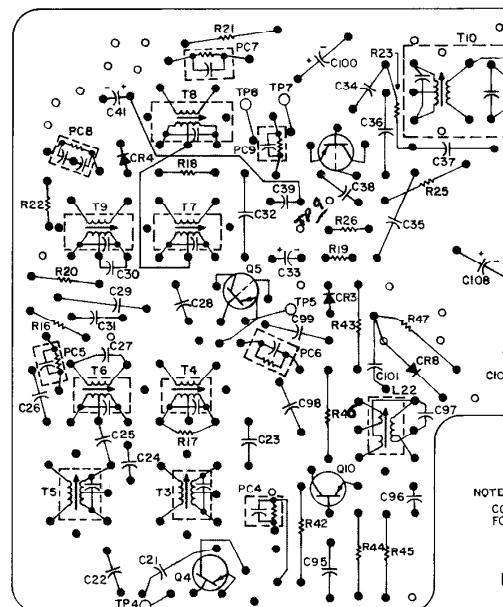 R21
PC7
C100
R23
T10
C34
C41
T8
TP8
TP7
C36
PC8
CR4
PC9
C37
R18
C38
R25
R22
C39
TP9
T9
T7
C32
R26
C35
C30
C33
R19
C108
R20
Q5
C29
C28
TP5
CR3
R16
C31
C99
R43
R47
C27
PC5
PC6
CR8
T6
T4
C101
C10
L22
C26
C98
C97
R17
C25
C23
C24
Q10
T5
T3
PC4
C96
NOTE
CO
FO
R42
C21
C22
Q4
C95
R44
R45
TP4